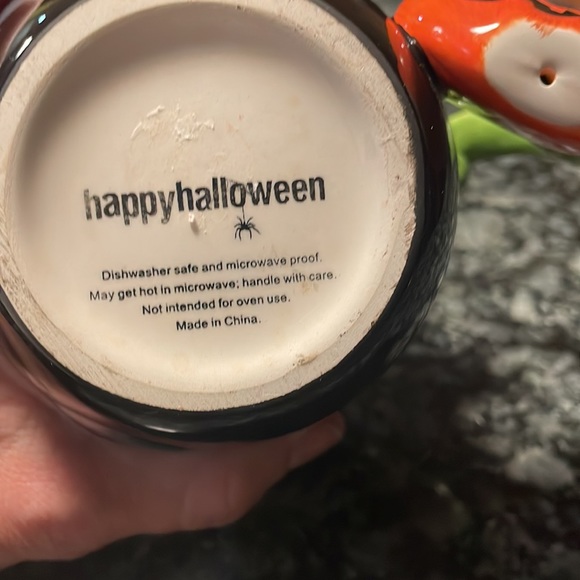 happyhalloween
Dishwasher safe and microwave proof.
May get hot in microwave; handle with care.
Not intended for oven use.
Made in China.